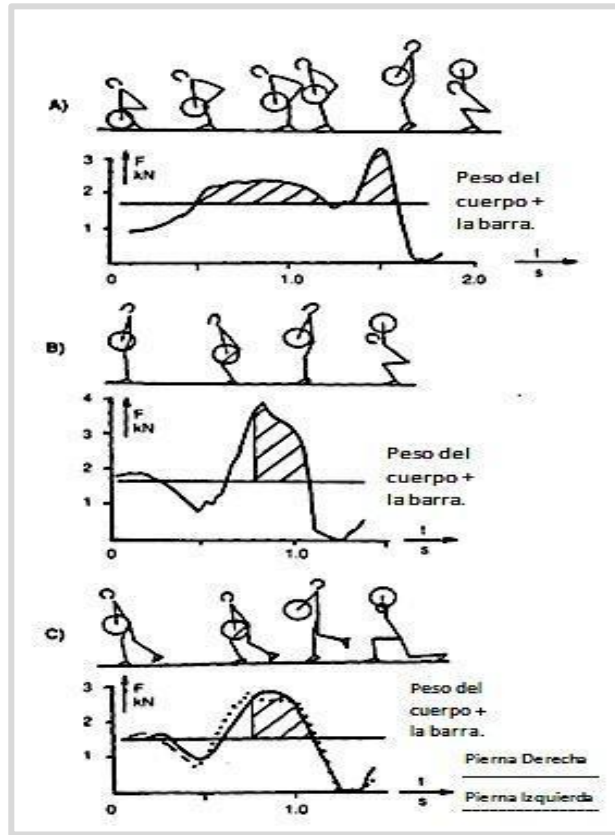 A)
3
F
kN
2
1
Peso del
cuerpo +
la barra.
t
s
0
1.0
2.0
B)
4
F
kN
3
2
1
Peso del
cuerpo +
la barra.
t
s
0
1.0
C)
3
F
kN
2
1
Peso del
cuerpo +
la barra.
Pierna Derecha
Pierna Izquierda
t
s
0
1.0